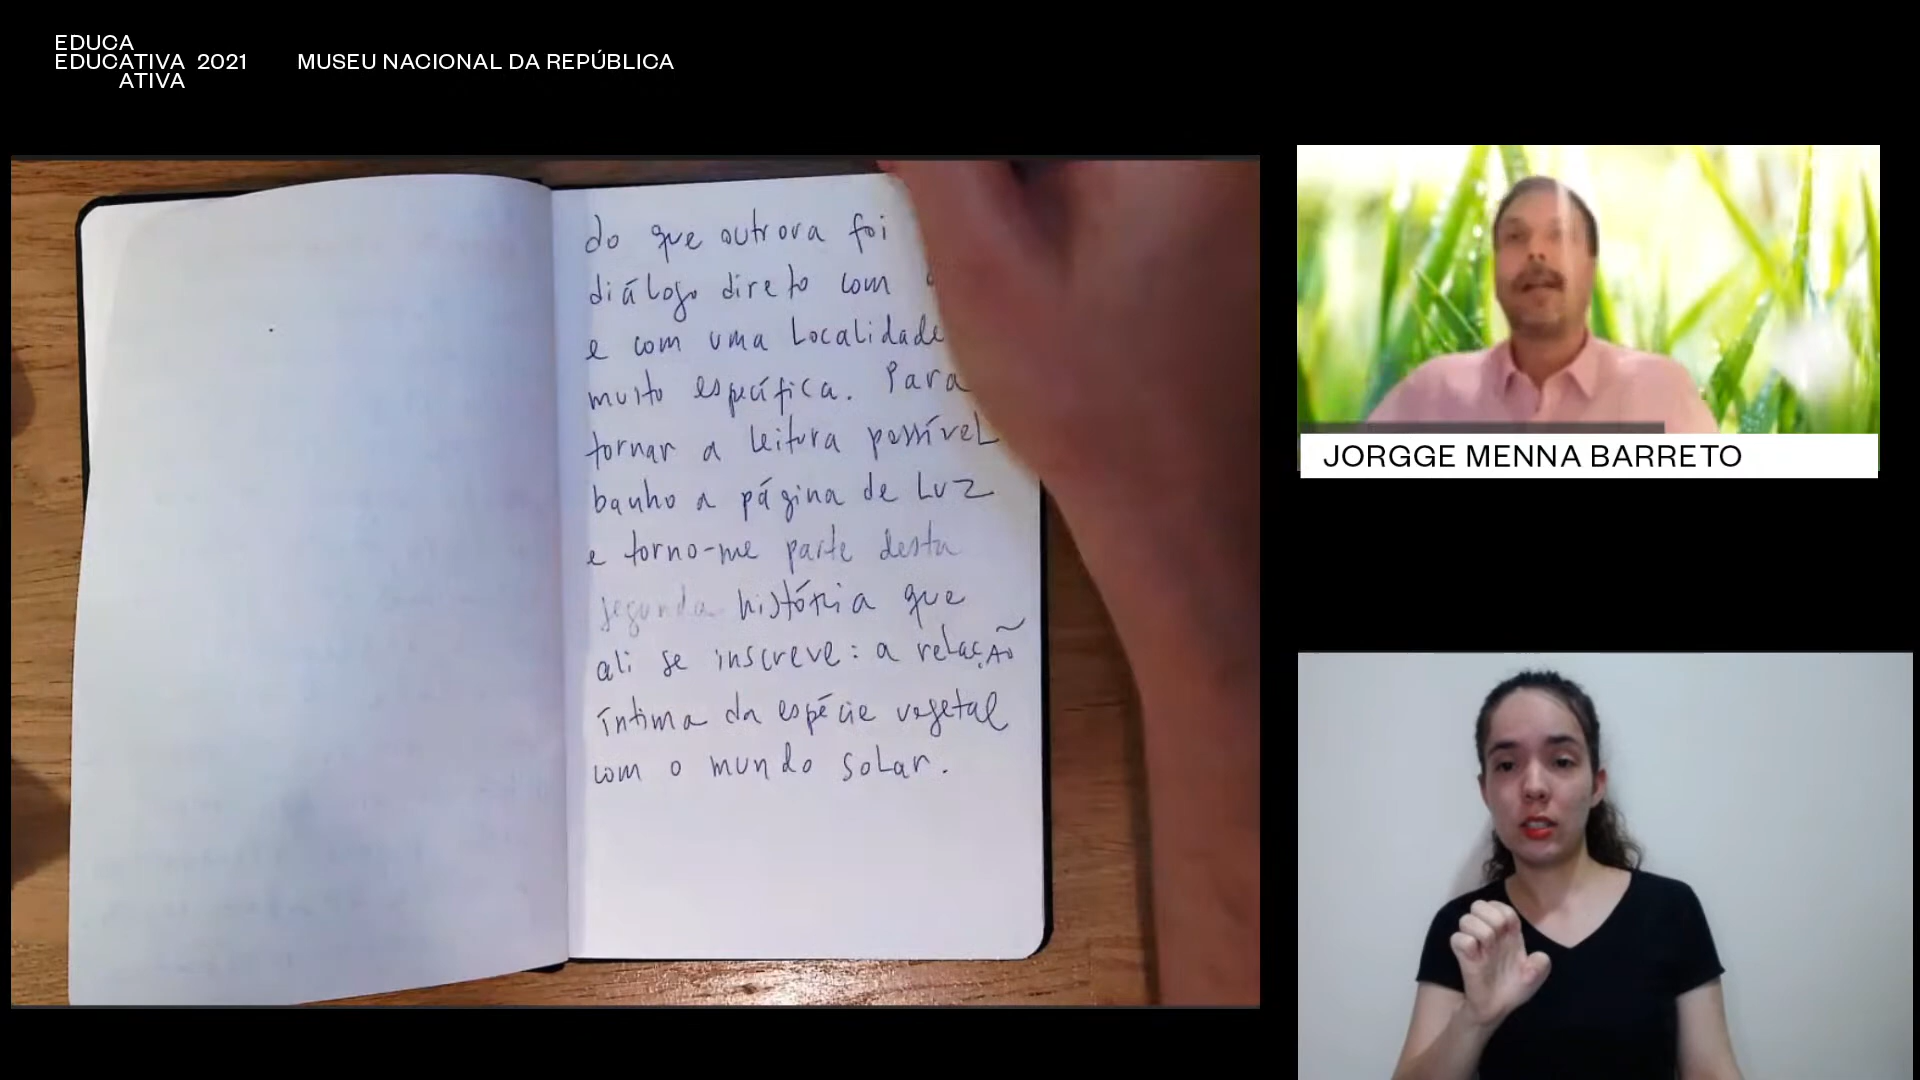 EDUCA
EDUCATIVA 2021
ATIVA
MUSEU NACIONAL DA REPÚBLICA
do que outrora foi
diálogo direto com
e com uma localidade
muito específica. Para
tornar a leitura possível
banho a página de luz
e torno-me parte desta
segunda história que
ali se inscreve: a relação
íntima da espécie vegetal
com o mundo solar.
JORGGE MENNA BARRETO